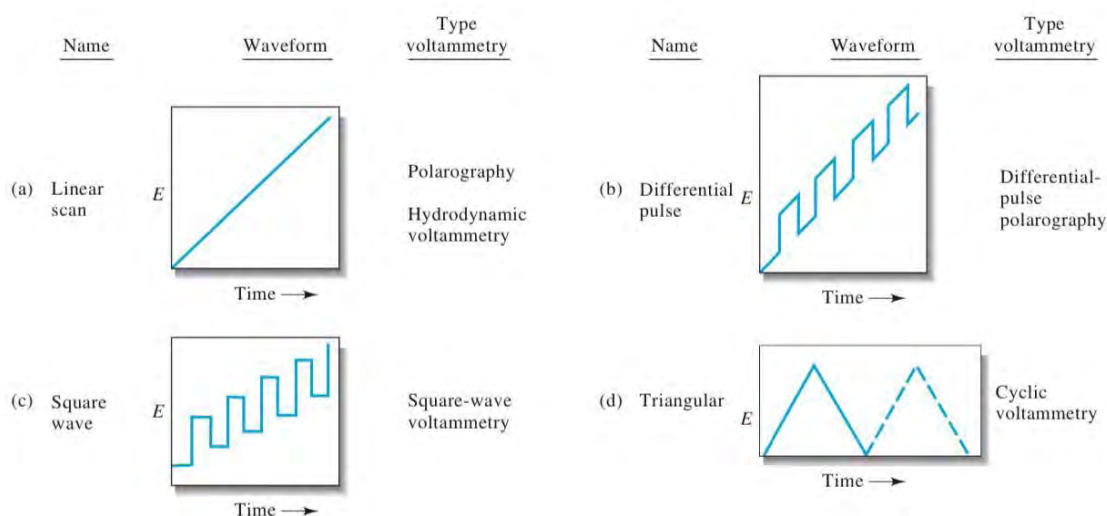 Name
Waveform
Type
voltammetry
(a) Linear
scan
E
Time →
Polarography
Hydrodynamic
voltammetry
Name
Waveform
Type
voltammetry
(b) Differential
pulse
E
Time →
Differential-
pulse
polarography
(c) Square
wave
E
Time →
Square-wave
voltammetry
(d) Triangular
E
Time →
Cyclic
voltammetry